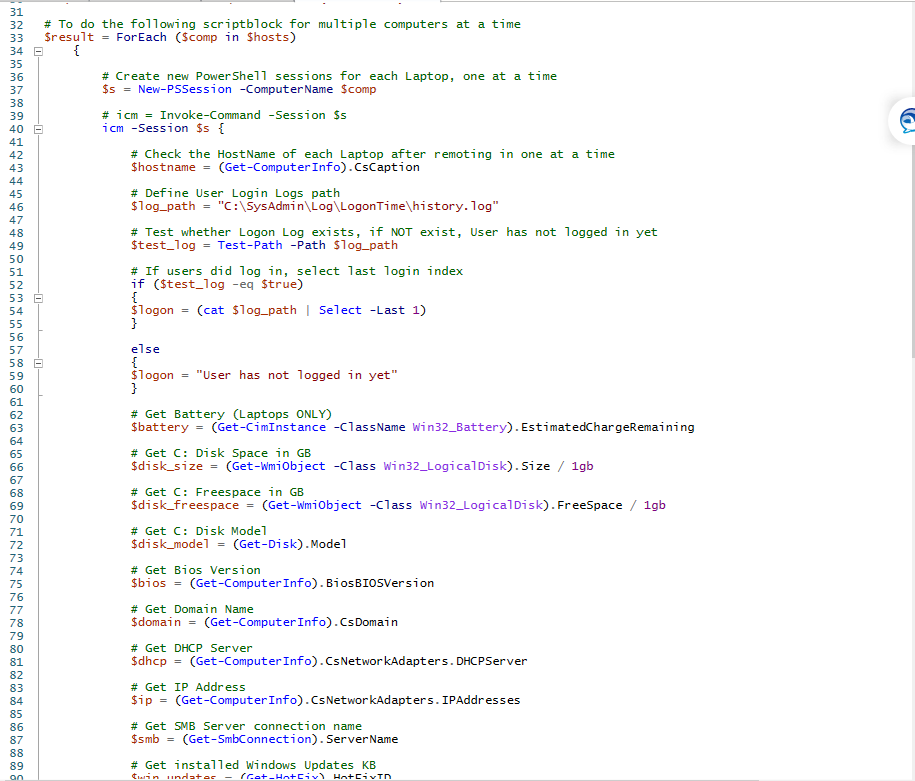 31
32 # To do the following scriptblock for multiple computers at a time
33 $result = ForEach ($comp in $hosts)
34 {
35
36 # Create new PowerShell sessions for each Laptop, one at a time
37 $s = New-PSSession -ComputerName $comp
38
39 # icm = Invoke-Command -Session $s
40 icm -Session $s {
41
42 # Check the HostName of each Laptop after remoting in one at a time
43 $hostname = (Get-ComputerInfo).CsCaption
44
45 # Define User Login Logs path
46 $log_path = "C:\SysAdmin\Log\LogonTime\history.log"
47
48 # Test whether Logon Log exists, if NOT exist, User has not logged in yet
49 $test_log = Test-Path -Path $log_path
50
51 # If users did log in, select last login index
52 if ($test_log -eq $true)
53 {
54 $logon = (cat $log_path | Select -Last 1)
55 }
56
57 else
58 {
59 $logon = "User has not logged in yet"
60 }
61
62 # Get Battery (Laptops ONLY)
63 $battery = (Get-CimInstance -ClassName Win32_Battery).EstimatedChargeRemaining
64
65 # Get C: Disk Space in GB
66 $disk_size = (Get-WmiObject -Class Win32_LogicalDisk).Size / 1gb
67
68 # Get C: Freespace in GB
69 $disk_freespace = (Get-WmiObject -Class Win32_LogicalDisk).FreeSpace / 1gb
70
71 # Get C: Disk Model
72 $disk_model = (Get-Disk).Model
73
74 # Get Bios Version
75 $bios = (Get-ComputerInfo).BiosBIOSVersion
76
77 # Get Domain Name
78 $domain = (Get-ComputerInfo).CsDomain
79
80 # Get DHCP Server
81 $dhcp = (Get-ComputerInfo).CsNetworkAdapters.DHCPServer
82
83 # Get IP Address
84 $ip = (Get-ComputerInfo).CsNetworkAdapters.IPAddresses
85
86 # Get SMB Server connection name
87 $smb = (Get-SmbConnection).ServerName
88
89 # Get installed Windows Updates KB
90 $win_updates = (Get-HotFix).HotFixID